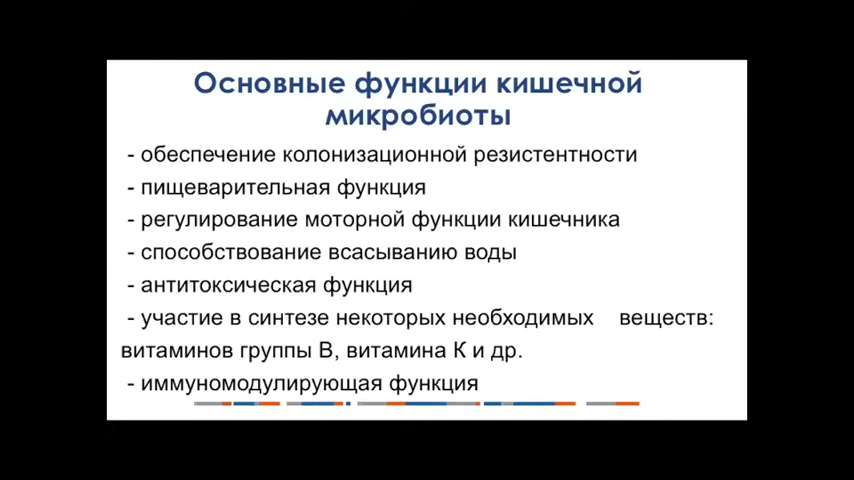 Основные функции кишечной
микробиоты
- обеспечение колонизационной резистентности
- пищеварительная функция
- регулирование моторной функции кишечника
- способствование всасыванию воды
- антитоксическая функция
- участие в синтезе некоторых необходимых веществ:
витаминов группы В, витамина К и др.
- иммуномодулирующая функция